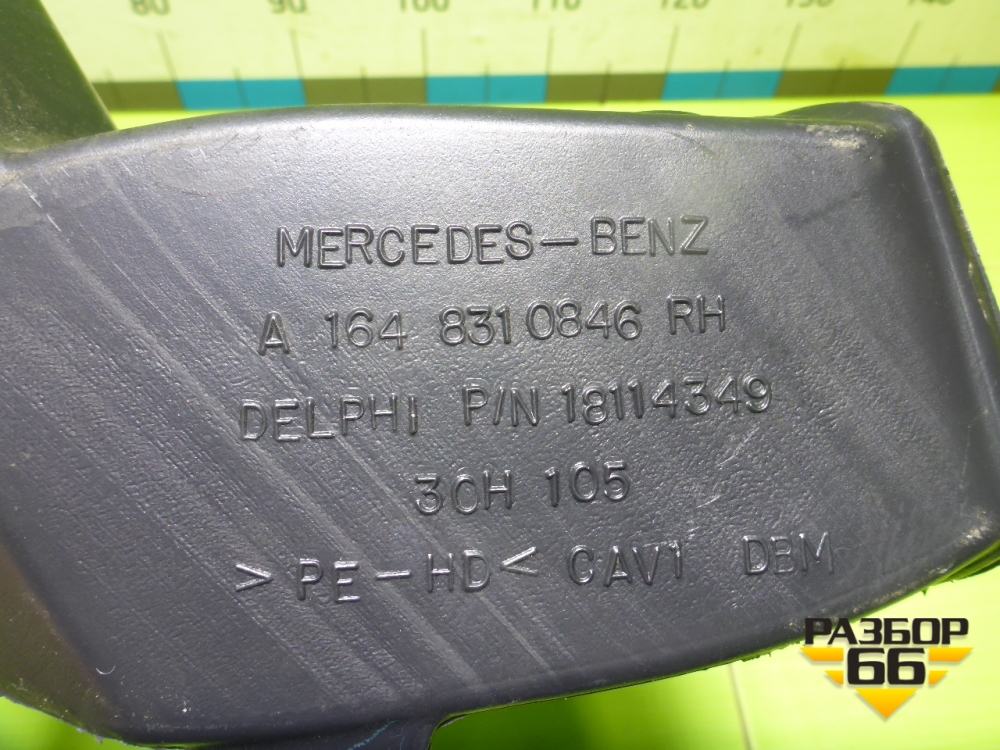 80 90 100 110 120 130 140
MERCEDES-BENZ
A 164 831 0846 RH
DELPHI P/N 18114349
30H 105
>PE-HD< CAV1 DBM
РАЗБОР
66